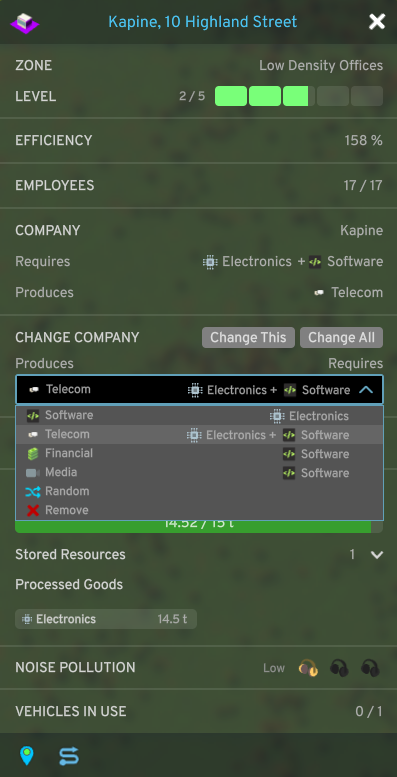 Kapine, 10 Highland Street
ZONE Low Density Offices
LEVEL 2 / 5
EFFICIENCY 158 %
EMPLOYEES 17 / 17
COMPANY Kapine
Requires Electronics + Software
Produces Telecom
CHANGE COMPANY Change This Change All
Produces Requires
Telecom Electronics + Software
Software Electronics
Telecom Electronics + Software
Financial Software
Media Software
Random
Remove
14.52 / 15 t
Stored Resources 1
Processed Goods
Electronics 14.5 t
NOISE POLLUTION Low
VEHICLES IN USE 0 / 1